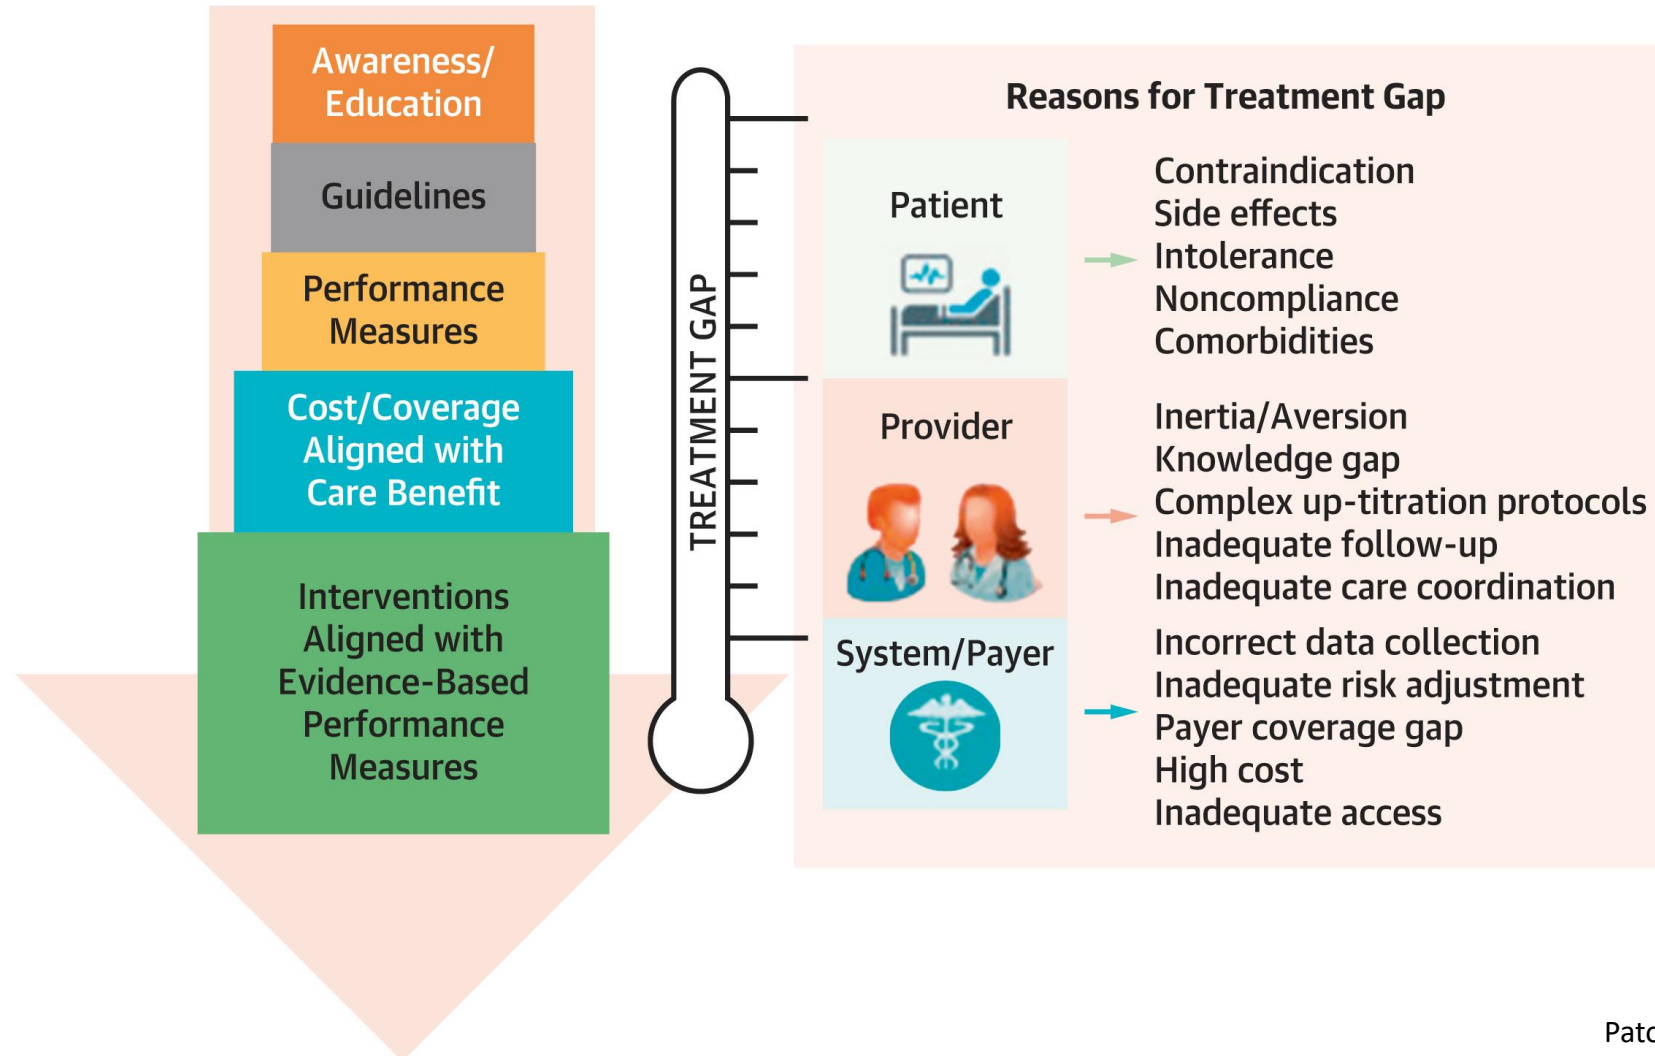 Awareness/
Education
Guidelines
Performance
Measures
Cost/Coverage
Aligned with
Care Benefit
Interventions
Aligned with
Evidence-Based
Performance
Measures
TREATMENT GAP
Reasons for Treatment Gap
Patient
Contraindication
Side effects
Intolerance
Noncompliance
Comorbidities
Provider
Inertia/Aversion
Knowledge gap
Complex up-titration protocols
Inadequate follow-up
Inadequate care coordination
System/Payer
Incorrect data collection
Inadequate risk adjustment
Payer coverage gap
High cost
Inadequate access